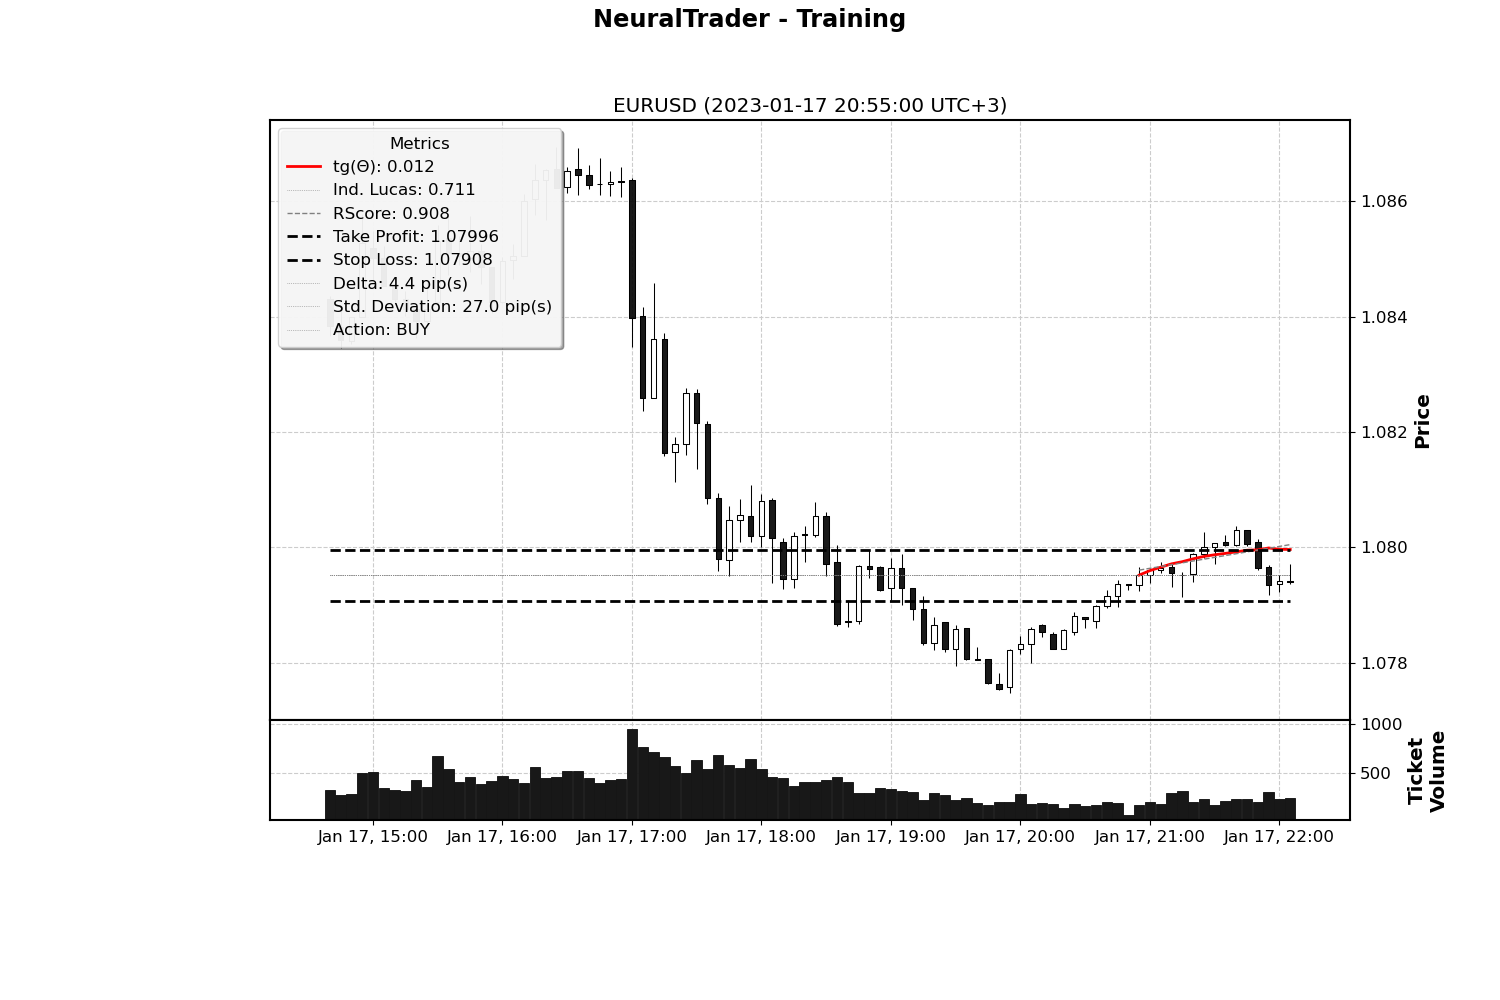 NeuralTrader - Training
EURUSD (2023-01-17 20:55:00 UTC+3)
Metrics
tg(Θ): 0.012
Ind. Lucas: 0.711
RScore: 0.908
Take Profit: 1.07996
Stop Loss: 1.07908
Delta: 4.4 pip(s)
Std. Deviation: 27.0 pip(s)
Action: BUY
1.086
1.084
1.082
1.080
1.078
Price
1000
500
Ticket
Volume
Jan 17, 15:00
Jan 17, 16:00
Jan 17, 17:00
Jan 17, 18:00
Jan 17, 19:00
Jan 17, 20:00
Jan 17, 21:00
Jan 17, 22:00